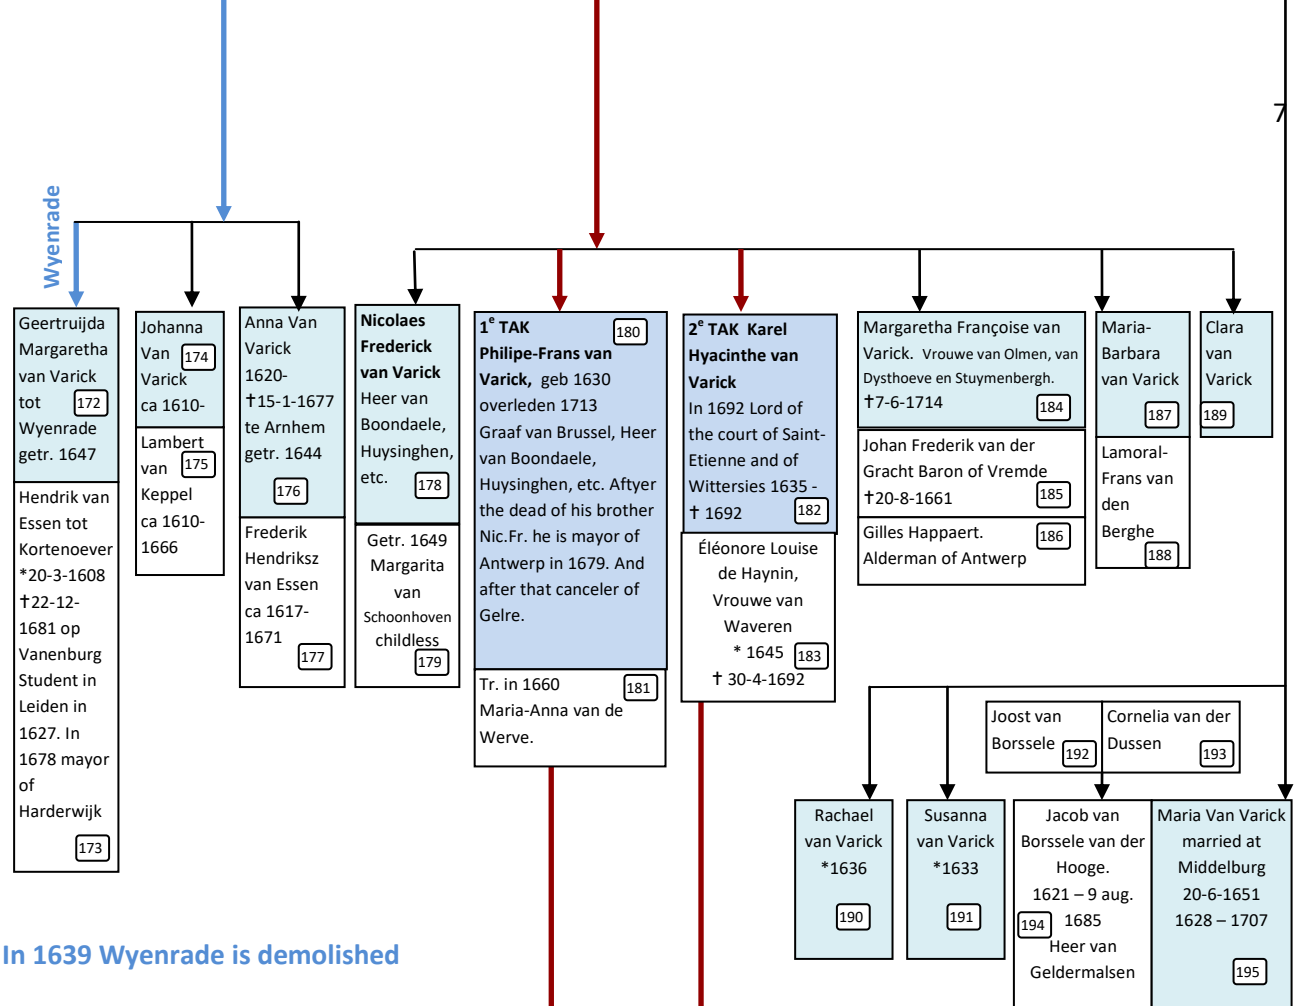 7
Wyenrade
Geertruijda
Margaretha
van Varick
tot 172
Wyenrade
getr. 1647
Hendrik van
Essen tot
Kortenoever
*20-3-1608
†22-12-
1681 op
Vanenburg
Student in
Leiden in
1627. In
1678 mayor
of
Harderwijk
173
Johanna
Van 174
Varick
ca 1610-
Lambert
van 175
Keppel
ca 1610-
1666
Anna Van
Varick
1620-
†15-1-1677
te Arnhem
getr. 1644
176
Frederik
Hendriksz
van Essen
ca 1617-
1671
177
Nicolaes
Frederick
van Varick
Heer van
Boondaele,
Huysinghen,
etc. 178
Getr. 1649
Margarita
van
Schoonhoven
childless
179
1e TAK 180
Philipe-Frans van
Varick, geb 1630
overleden 1713
Graaf van Brussel, Heer
van Boondaele,
Huysinghen, etc. Aftyer
the dead of his brother
Nic.Fr. he is mayor of
Antwerp in 1679. And
after that canceler of
Gelre.
Tr. in 1660 181
Maria-Anna van de
Werve.
2e TAK Karel
Hyacinthe van
Varick
In 1692 Lord of
the court of Saint-
Etienne and of
Wittersies 1635 -
† 1692 182
Éléonore Louise
de Haynin,
Vrouwe van
Waveren
* 1645 183
† 30-4-1692
Margaretha Françoise van
Varick. Vrouwe van Olmen, van
Dysthoeve en Stuymenbergh.
†7-6-1714 184
Johan Frederik van der
Gracht Baron of Vremde
†20-8-1661 185
Gilles Happaert. 186
Alderman of Antwerp
Maria-
Barbara
van Varick
187
Lamoral-
Frans van
den
Berghe
188
Clara
van
Varick
189
Joost van
Borssele 192
Cornelia van der
Dussen 193
Rachael
van Varick
*1636
190
Susanna
van Varick
*1633
191
Jacob van
Borssele van der
Hooge.
1621 – 9 aug.
194 1685
Heer van
Geldermalsen
Maria Van Varick
married at
Middelburg
20-6-1651
1628 – 1707
195
In 1639 Wyenrade is demolished